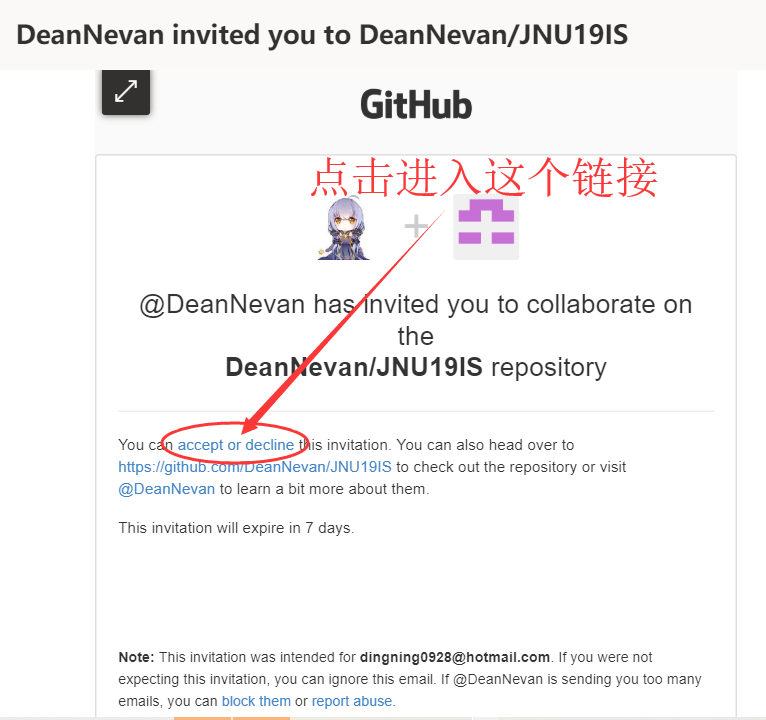 DeanNevan invited you to DeanNevan/JNU19IS
GitHub
点击进入这个链接
@DeanNevan has invited you to collaborate on
the
DeanNevan/JNU19IS repository
You can accept or decline this invitation. You can also head over to
https://github.com/DeanNevan/JNU19IS to check out the repository or visit
@DeanNevan to learn a bit more about them.
This invitation will expire in 7 days.
Note: This invitation was intended for dingning0928@hotmail.com. If you were not
expecting this invitation, you can ignore this email. If @DeanNevan is sending you too many
emails, you can block them or report abuse.